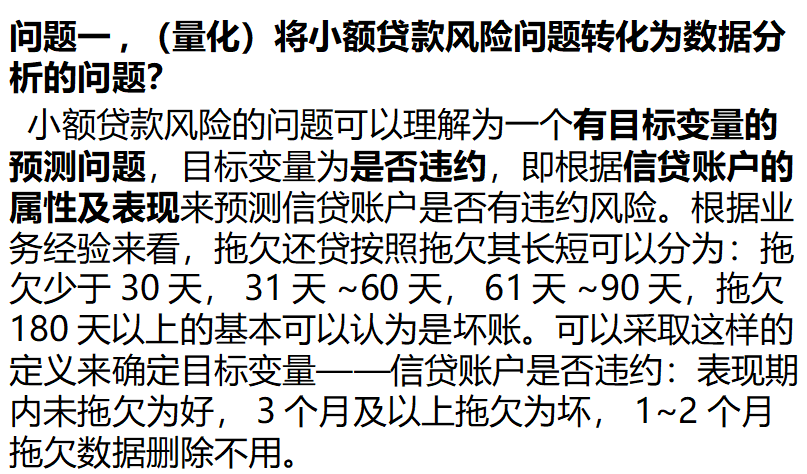 问题一 ，（量化）将小额贷款风险问题转化为数据分
析的问题？
小额贷款风险的问题可以理解为一个有目标变量的
预测问题，目标变量为是否违约，即根据信贷账户的
属性及表现来预测信贷账户是否有违约风险。根据业
务经验来看，拖欠还贷按照拖欠其长短可以分为：拖
欠少于 30 天， 31 天 ~60 天， 61 天 ~90 天，拖欠
180 天以上的基本可以认为是坏账。可以采取这样的
定义来确定目标变量——信贷账户是否违约：表现期
内未拖欠为好， 3 个月及以上拖欠为坏， 1~2 个月
拖欠数据删除不用。